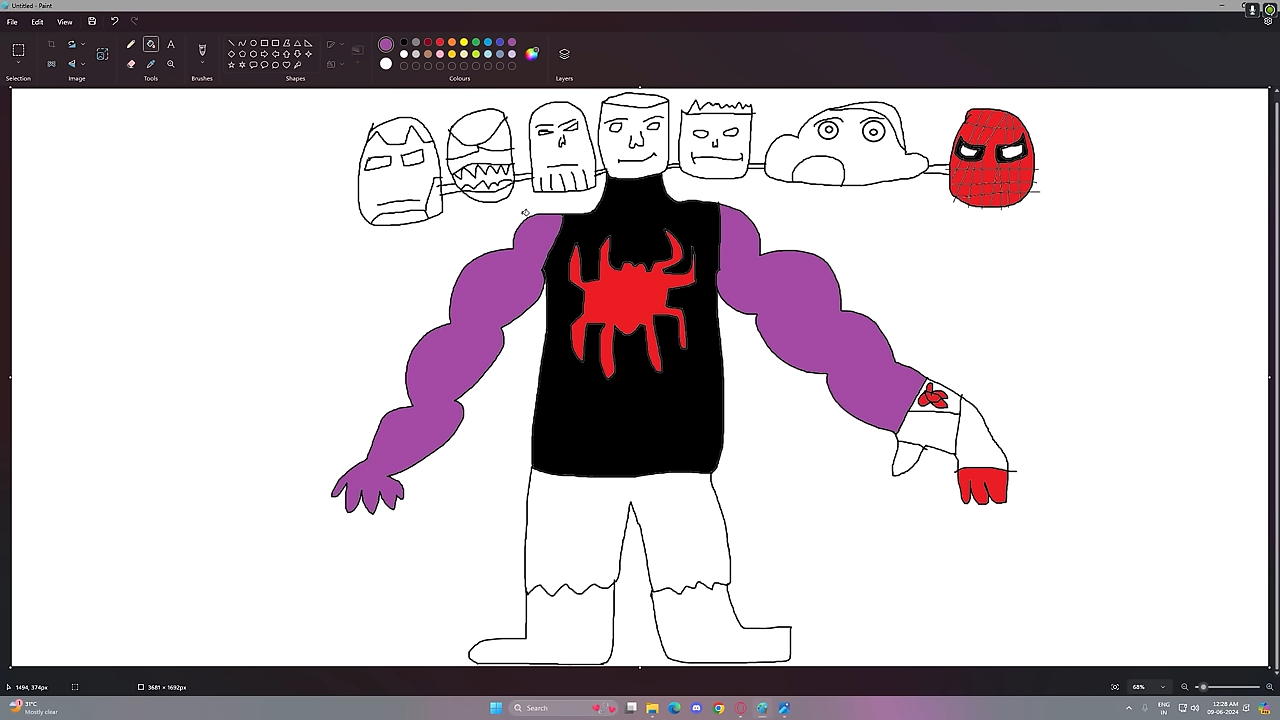 Untitled - Paint
File Edit View
Selection Image Tools Brushes Shapes Colours Layers
1494, 374px 3681 × 1692px 68%
31°C
Mostly clear
Search
ENG
IN
12:28 AM
09-06-2024